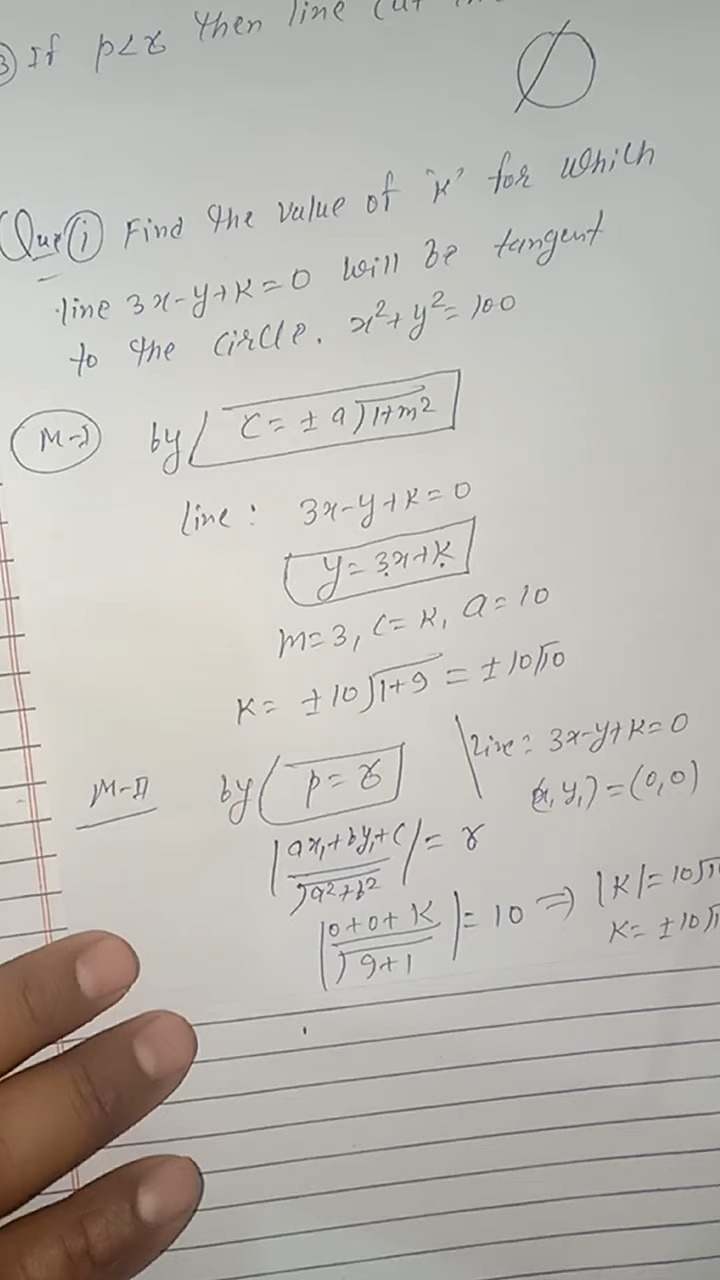 ③ If p<r then line cut
Que ① Find the value of 'K' for which
line 3x-y+K=0 will be tangent
to the circle. x²+y²=100
M-I by C=±a√1+m²
line: 3x-y+K=0
y=3x+K
m=3, C=K, a=10
K= ±10√1+9 = ±10√10
M-II by p=r
line: 3x-y+K=0
(x₁,y₁)=(0,0)
|ax₁+by₁+c/√a²+b²|=r
|0+0+K/√9+1|=10 ⇒ |K|=10√10
K=±10√